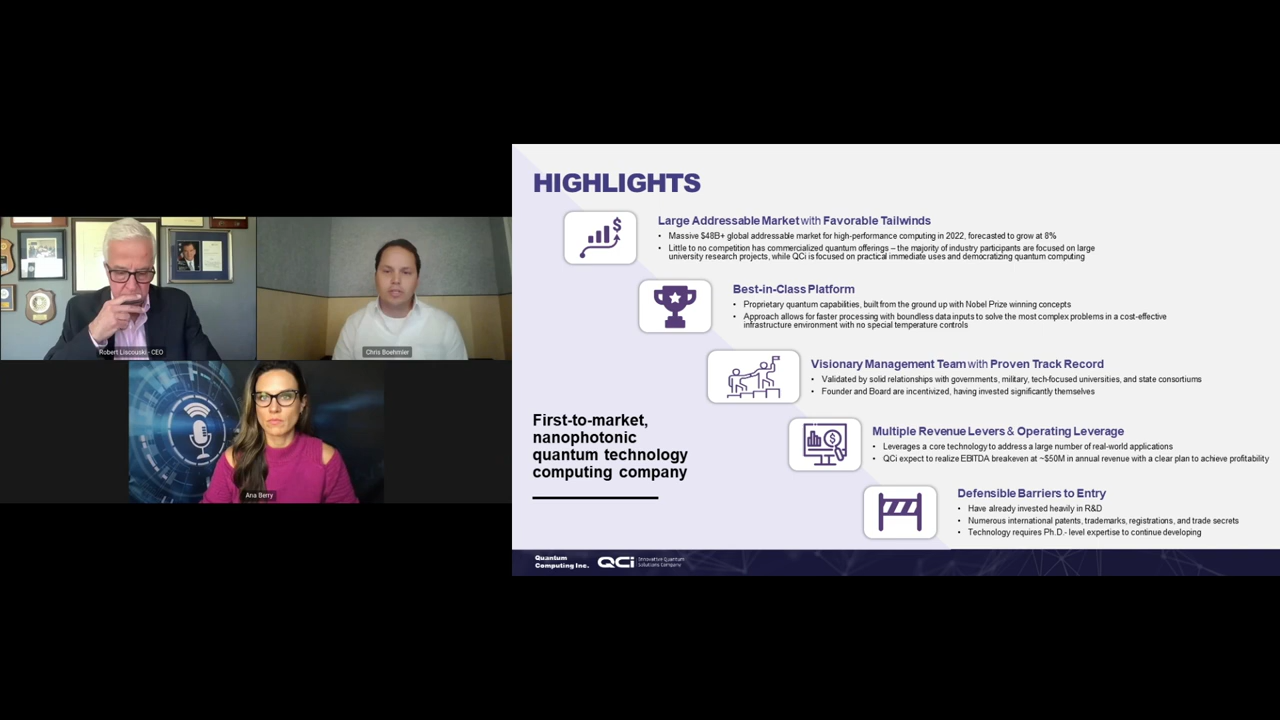 Robert Liscouski - CEO
Chris Boehmler
Ana Berry
HIGHLIGHTS
Large Addressable Market with Favorable Tailwinds
• Massive $48B+ global addressable market for high-performance computing in 2022, forecasted to grow at 8%
• Little to no competition has commercialized quantum offerings – the majority of industry participants are focused on large
university research projects, while QCi is focused on practical immediate uses and democratizing quantum computing
Best-in-Class Platform
• Proprietary quantum capabilities, built from the ground up with Nobel Prize winning concepts
• Approach allows for faster processing with boundless data inputs to solve the most complex problems in a cost-effective
infrastructure environment with no special temperature controls
Visionary Management Team with Proven Track Record
• Validated by solid relationships with governments, military, tech-focused universities, and state consortiums
• Founder and Board are incentivized, having invested significantly themselves
First-to-market,
nanophotonic
quantum technology
computing company
Multiple Revenue Levers & Operating Leverage
• Leverages a core technology to address a large number of real-world applications
• QCi expect to realize EBITDA breakeven at ~$50M in annual revenue with a clear plan to achieve profitability
Defensible Barriers to Entry
• Have already invested heavily in R&D
• Numerous international patents, trademarks, registrations, and trade secrets
• Technology requires Ph.D.- level expertise to continue developing
Quantum
Computing Inc.
QCi
Innovative Quantum
Solutions Company